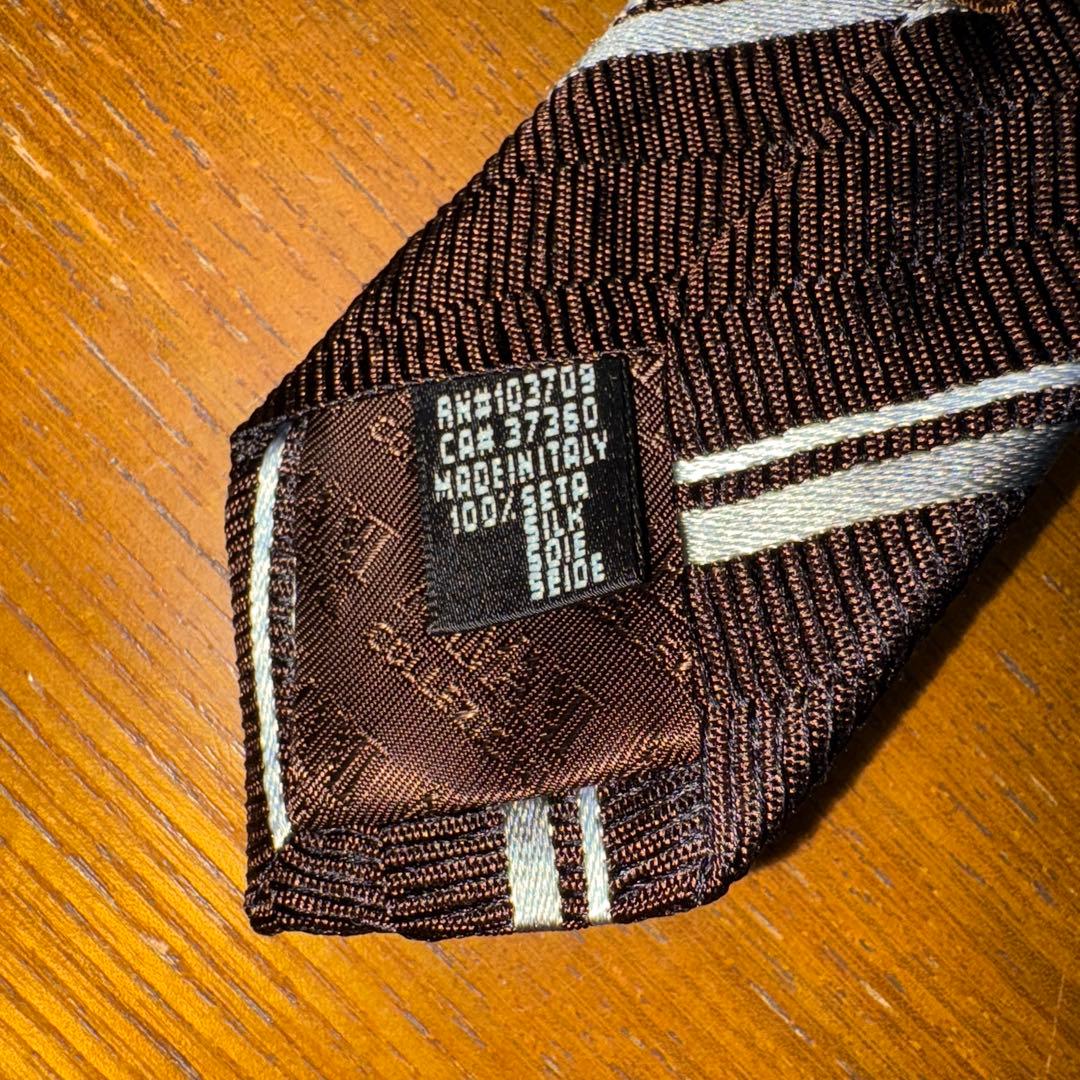 RN#103709
CA# 37360
MADE IN ITALY
100% SETA
SILK
SOIE
SEIDE